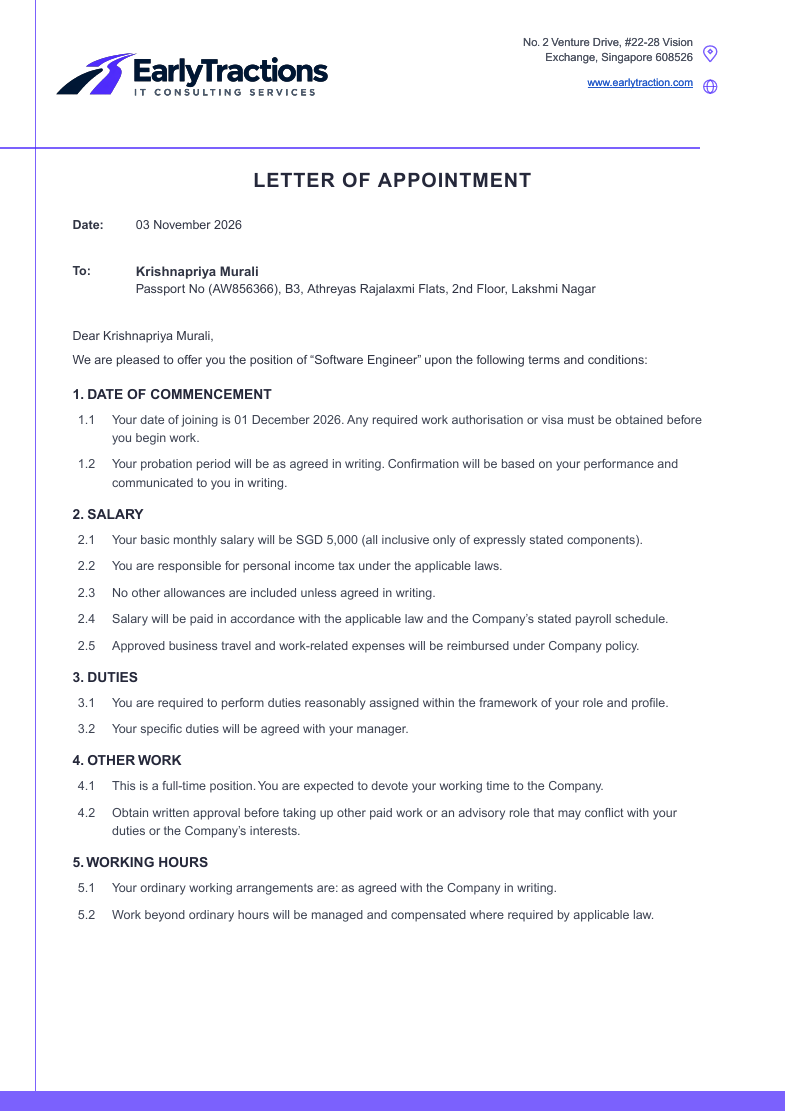 EarlyTractions
IT CONSULTING SERVICES
No. 2 Venture Drive, #22-28 Vision
Exchange, Singapore 608526
www.earlytraction.com
LETTER OF APPOINTMENT
Date: 03 November 2026
To: Krishnapriya Murali
Passport No (AW856366), B3, Athreyas Rajalaxmi Flats, 2nd Floor, Lakshmi Nagar
Dear Krishnapriya Murali,
We are pleased to offer you the position of “Software Engineer” upon the following terms and conditions:
1. DATE OF COMMENCEMENT
1.1 Your date of joining is 01 December 2026. Any required work authorisation or visa must be obtained before
you begin work.
1.2 Your probation period will be as agreed in writing. Confirmation will be based on your performance and
communicated to you in writing.
2. SALARY
2.1 Your basic monthly salary will be SGD 5,000 (all inclusive only of expressly stated components).
2.2 You are responsible for personal income tax under the applicable laws.
2.3 No other allowances are included unless agreed in writing.
2.4 Salary will be paid in accordance with the applicable law and the Company’s stated payroll schedule.
2.5 Approved business travel and work-related expenses will be reimbursed under Company policy.
3. DUTIES
3.1 You are required to perform duties reasonably assigned within the framework of your role and profile.
3.2 Your specific duties will be agreed with your manager.
4. OTHER WORK
4.1 This is a full-time position. You are expected to devote your working time to the Company.
4.2 Obtain written approval before taking up other paid work or an advisory role that may conflict with your
duties or the Company’s interests.
5. WORKING HOURS
5.1 Your ordinary working arrangements are: as agreed with the Company in writing.
5.2 Work beyond ordinary hours will be managed and compensated where required by applicable law.